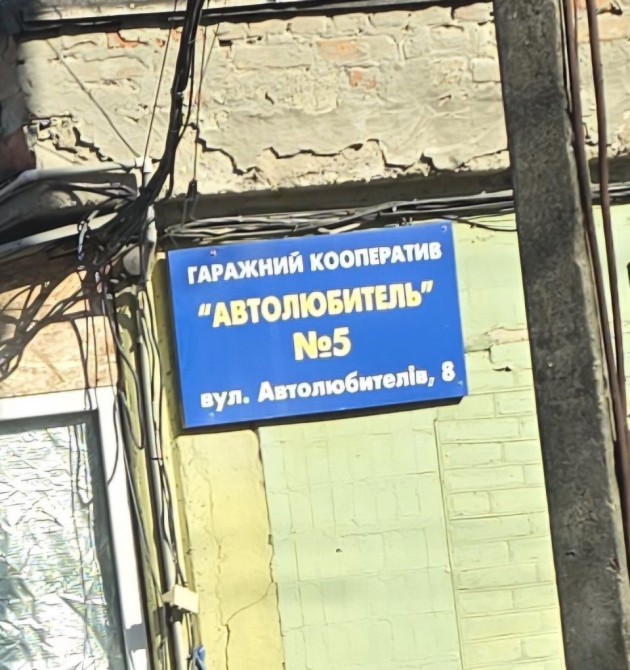 ГАРАЖНИЙ КООПЕРАТИВ
“АВТОЛЮБИТЕЛЬ”
№5
вул. Автолюбителів, 8